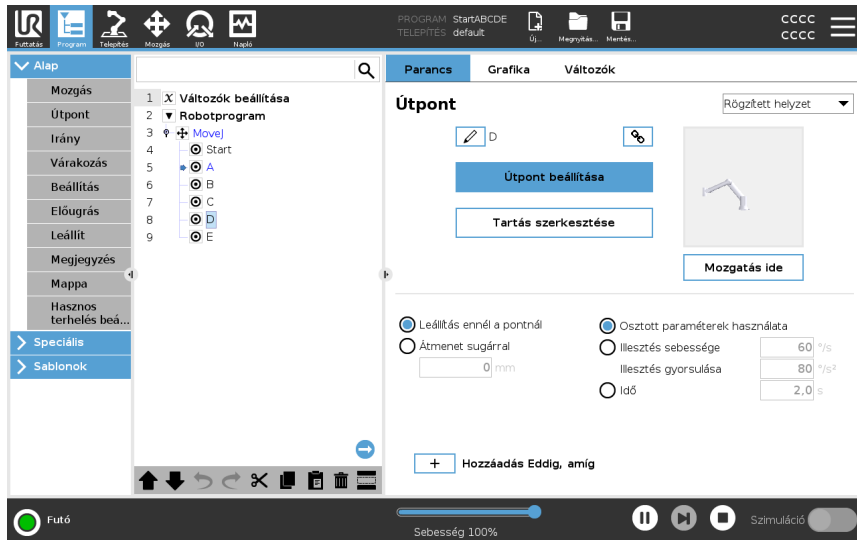 UR
PROGRAM StartABCDE
TELEPÍTÉS default
cccc
cccc
Futtatás Program Telepítés Mozgás I/O Napló Új... Megnyitás... Mentés...
Alap
Mozgás
Útpont
Irány
Várakozás
Beállítás
Előugrás
Leállít
Megjegyzés
Mappa
Hasznos
terhelés beá...
Speciális
Sablonok
1 X Változók beállítása
2 Robotprogram
3 MoveJ
4 Start
5 A
6 B
7 C
8 D
9 E
Parancs Grafika Változók
Útpont
Rögzített helyzet
D
Útpont beállítása
Tartás szerkesztése
Mozgatás ide
Leállítás ennél a pontnál
Átmenet sugárral
0 mm
Osztott paraméterek használata
Illesztés sebessége 60 °/s
Illesztés gyorsulása 80 °/s²
Idő 2,0 s
+ Hozzáadás Eddig, amíg
Futó
Sebesség 100%
Szimuláció